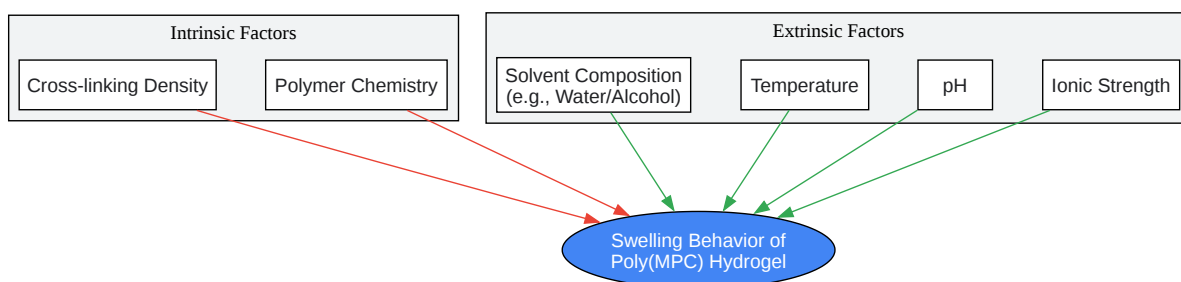 Intrinsic Factors
Extrinsic Factors
Cross-linking Density
Polymer Chemistry
Solvent Composition
(e.g., Water/Alcohol)
Temperature
pH
Ionic Strength
Swelling Behavior of
Poly(MPC) Hydrogel